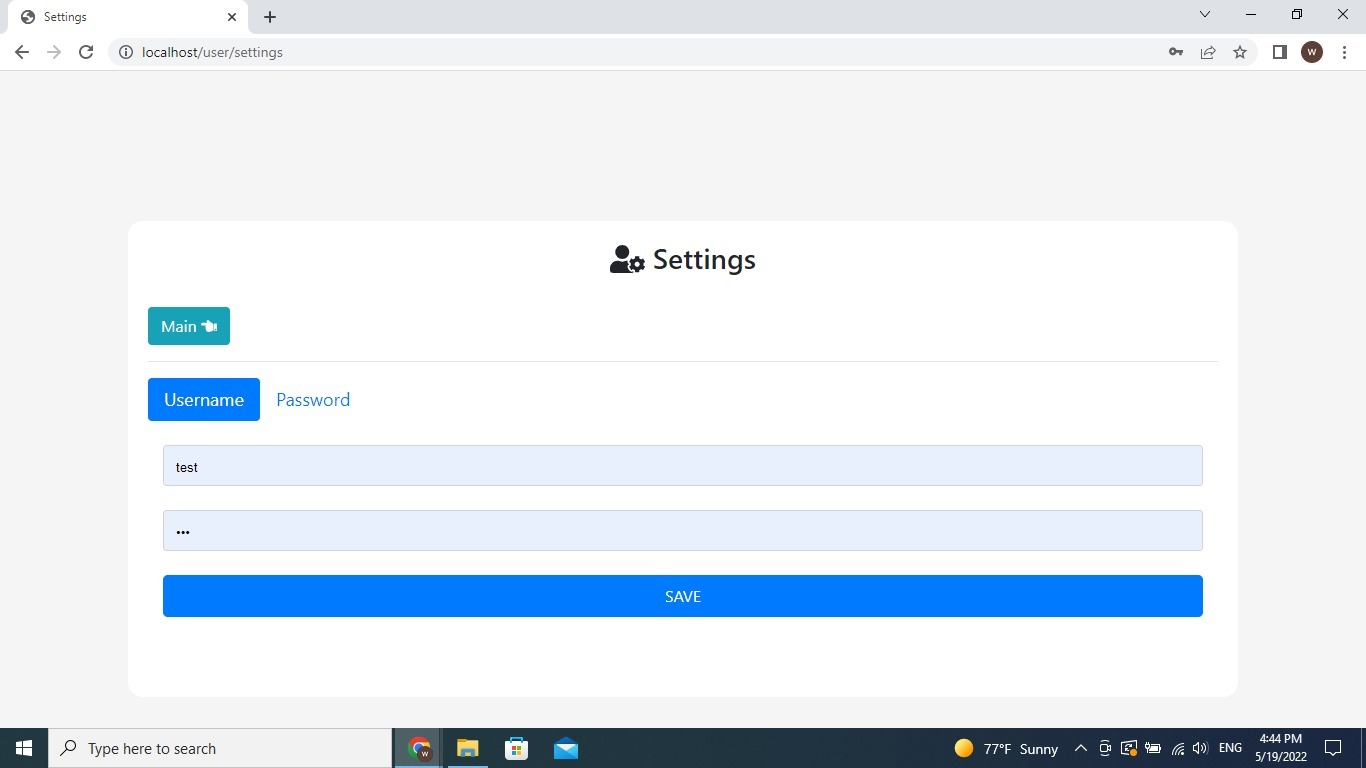 Settings
localhost/user/settings
W
Settings
Main
Username Password
test
•••
SAVE
Type here to search
W
77°F Sunny
ENG
4:44 PM
5/19/2022